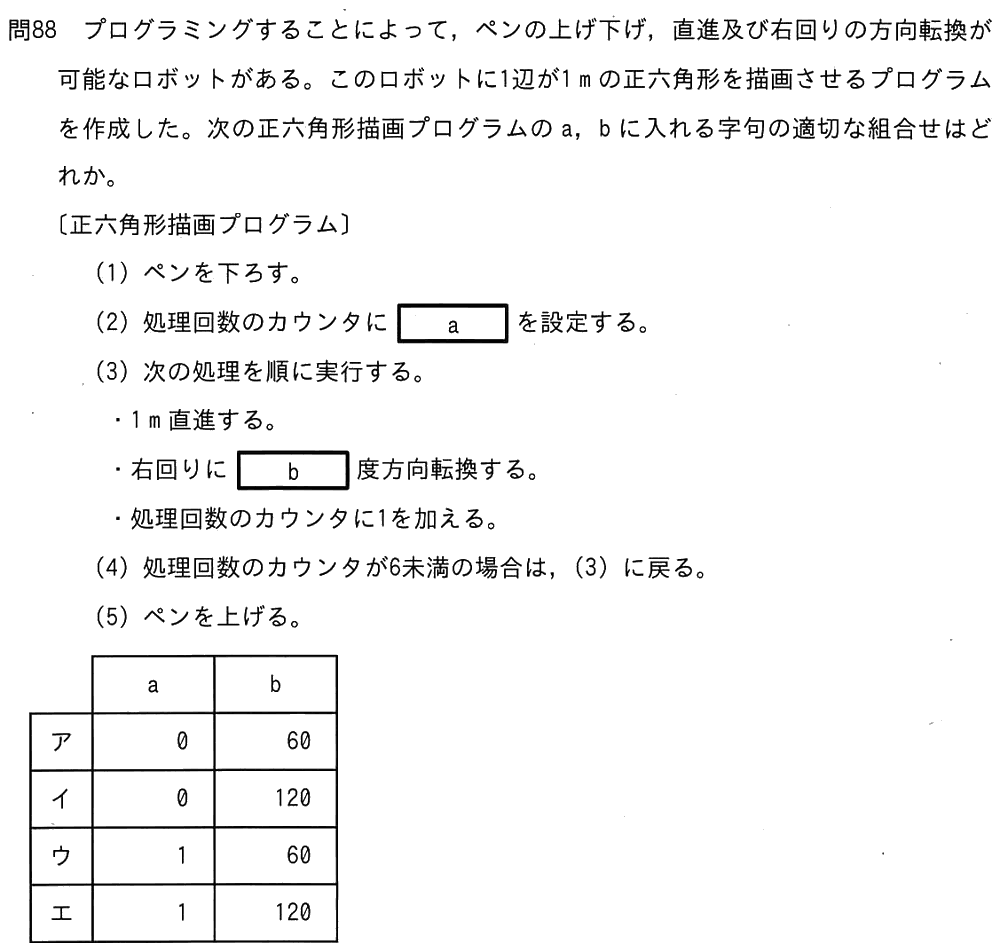 問88 プログラミングすることによって，ペンの上げ下げ，直進及び右回りの方向転換が
可能なロボットがある。このロボットに1辺が1mの正六角形を描画させるプログラム
を作成した。次の正六角形描画プログラムの a，b に入れる字句の適切な組合せはど
れか。
〔正六角形描画プログラム〕
(1) ペンを下ろす。
(2) 処理回数のカウンタに a を設定する。
(3) 次の処理を順に実行する。
・1m直進する。
・右回りに b 度方向転換する。
・処理回数のカウンタに1を加える。
(4) 処理回数のカウンタが6未満の場合は，(3) に戻る。
(5) ペンを上げる。
a b
ア 0 60
イ 0 120
ウ 1 60
エ 1 120